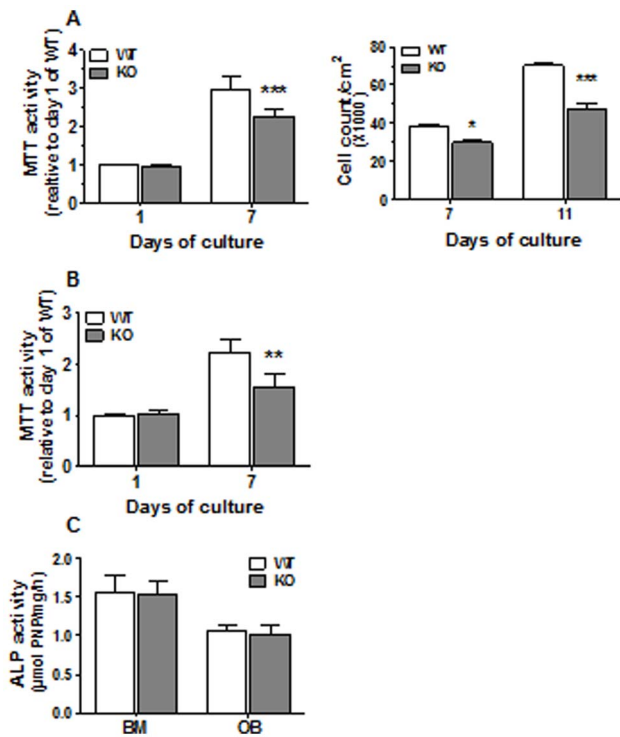 A
WT
KO
MTT activity
(realtive to day 1 of WT)
4
3
2
1
0
***
1
7
Days of culture
WT
KO
Cell count/cm²
(X1000)
80
60
40
20
0
*
***
7
11
Days of culture
B
WT
KO
MTT activity
(relative to day 1 of WT)
3
2
1
0
**
1
7
Days of culture
C
WT
KO
ALP activity
(µmol PNP/mg/h)
2.0
1.5
1.0
0.5
0.0
BM
OB